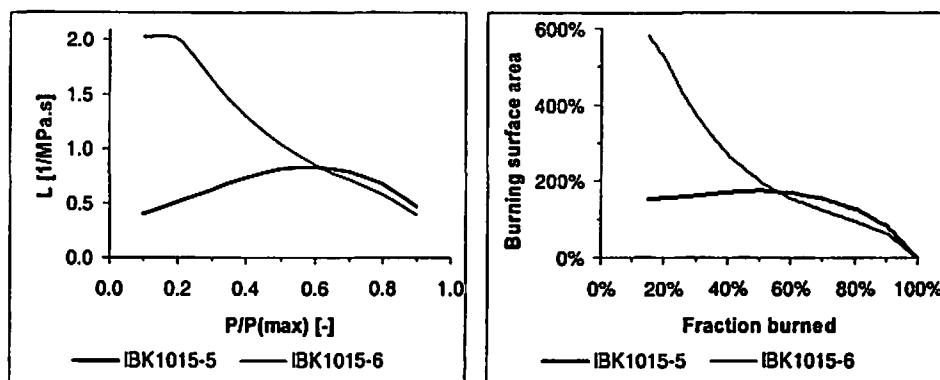 2.0
1.5
1.0
0.5
0.0
L [1/MPa.s]
0.0 0.2 0.4 0.6 0.8 1.0
P/P(max) [-]
IBK1015-5 IBK1015-6
600%
400%
200%
0%
Burning surface area
0% 20% 40% 60% 80% 100%
Fraction burned
IBK1015-5 IBK1015-6